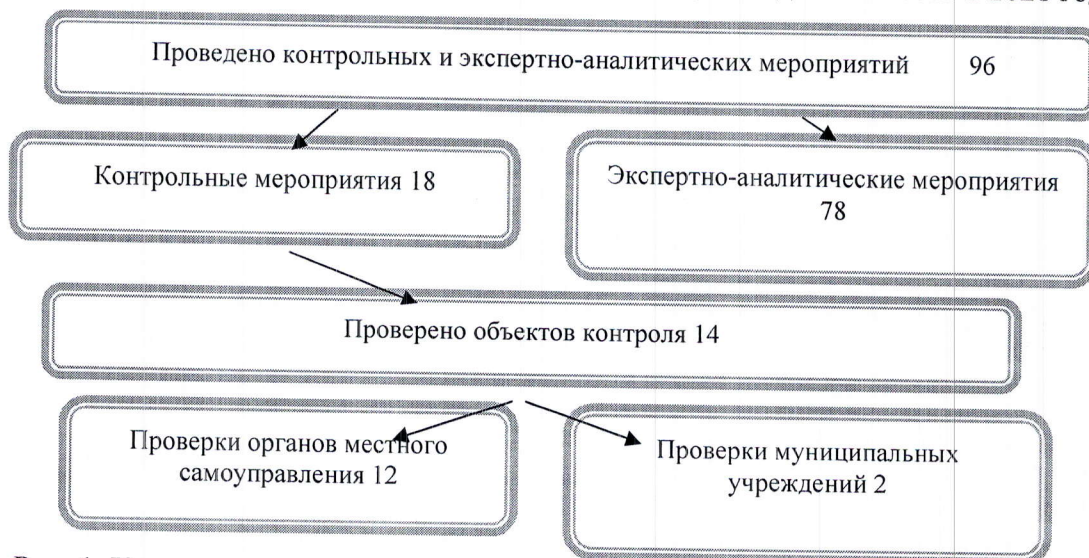 Проведено контрольных и экспертно-аналитических мероприятий 96
Контрольные мероприятия 18
Экспертно-аналитические мероприятия
78
Проверено объектов контроля 14
Проверки органов местного
самоуправления 12
Проверки муниципальных
учреждений 2